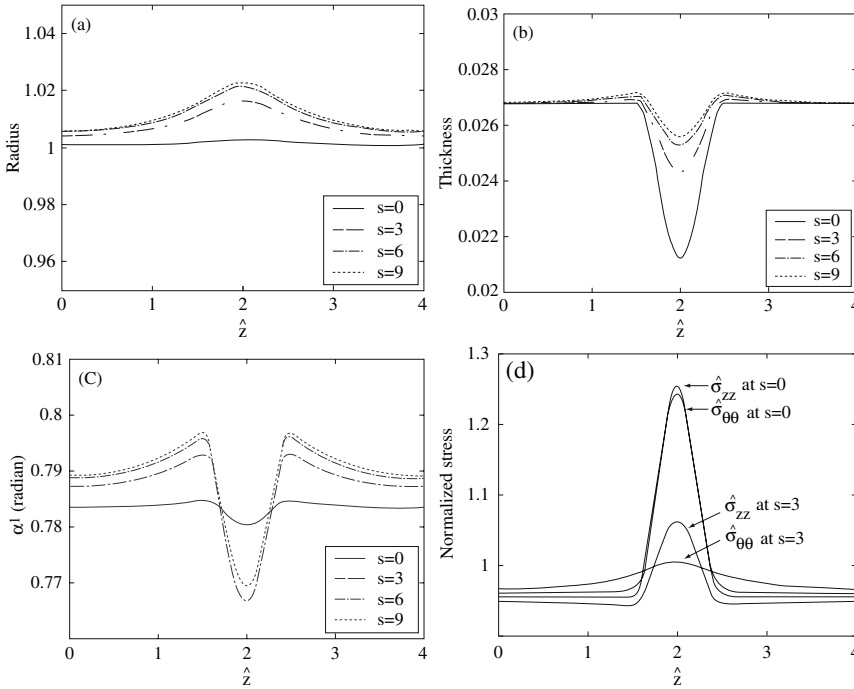 (a)
1.04
1.02
1
0.98
0.96
Radius
s=0
s=3
s=6
s=9
0
1
2
3
4
ẑ
(b)
0.03
0.028
0.026
0.024
0.022
0.02
Thickness
s=0
s=3
s=6
s=9
0
1
2
3
4
ẑ
(C)
0.81
0.8
0.79
0.78
0.77
αˡ (radian)
s=0
s=3
s=6
s=9
0
1
2
3
4
ẑ
(d)
1.3
1.2
1.1
1
Normalized stress
σ̂zz at s=0
σ̂θθ at s=0
σ̂zz at s=3
σ̂θθ at s=3
0
1
2
3
4
ẑ